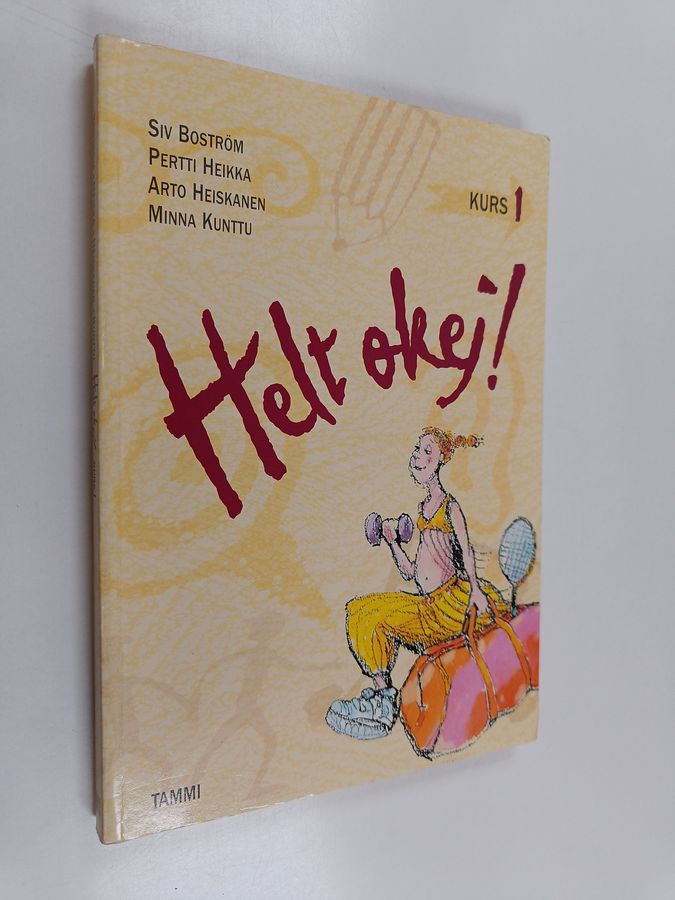 SIV BOSTRÖM
PERTTI HEIKKA
ARTO HEISKANEN
MINNA KUNTTU
KURS 1
Helt okej!
TAMMI